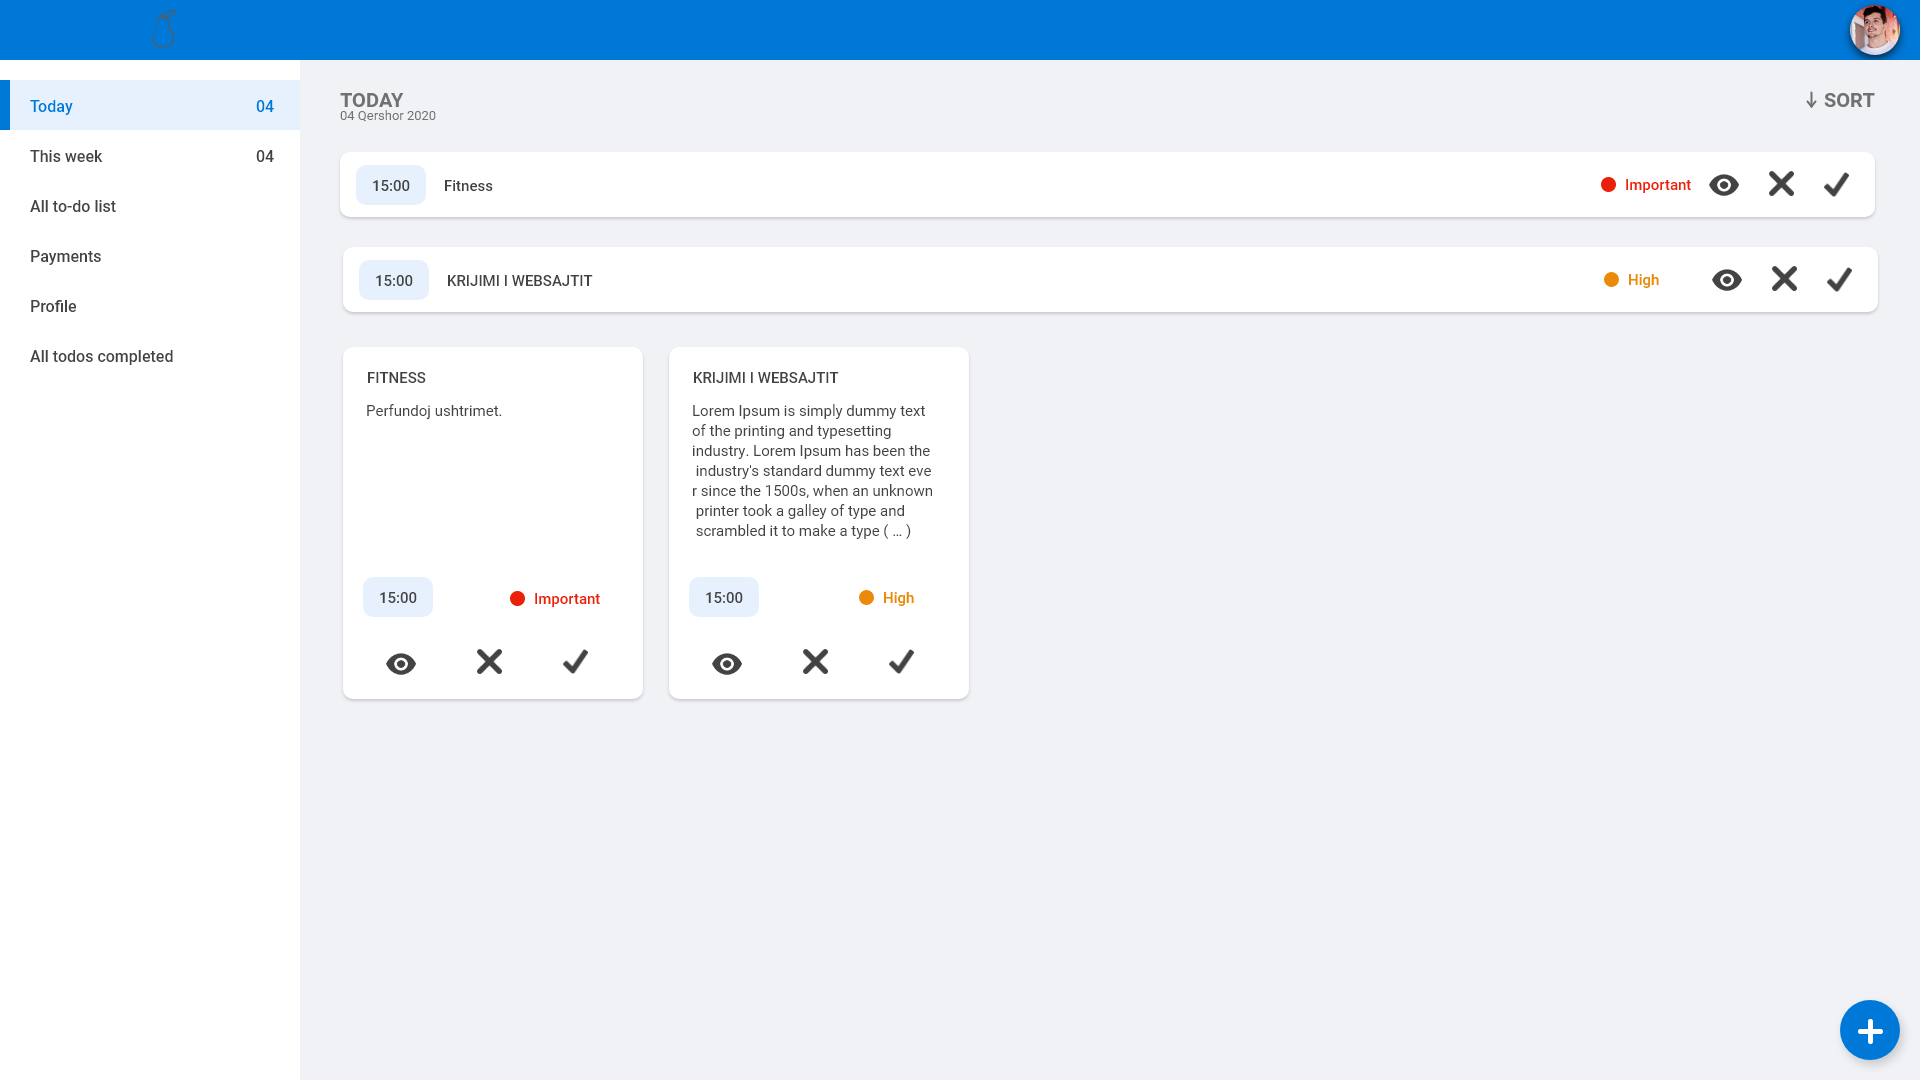 Today 04
This week 04
All to-do list
Payments
Profile
All todos completed
TODAY
04 Qershor 2020
SORT
15:00 Fitness Important
15:00 KRIJIMI I WEBSAJTIT High
FITNESS
Perfundoj ushtrimet.
15:00 Important
KRIJIMI I WEBSAJTIT
Lorem Ipsum is simply dummy text
of the printing and typesetting
industry. Lorem Ipsum has been the
industry's standard dummy text eve
r since the 1500s, when an unknown
printer took a galley of type and
scrambled it to make a type ( ... )
15:00 High